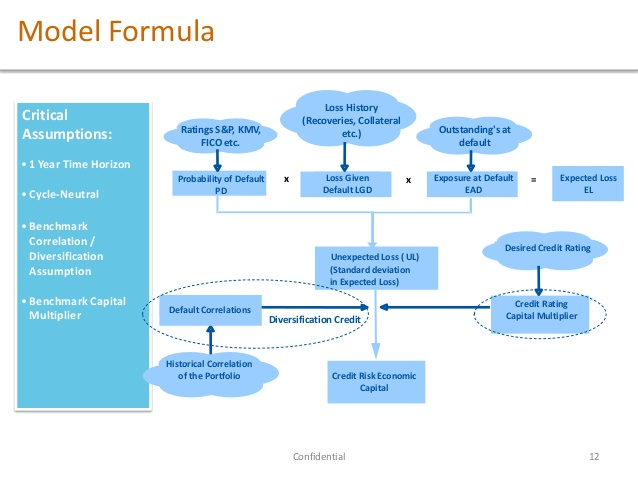 Model Formula
Critical
Assumptions:
• 1 Year Time Horizon
• Cycle-Neutral
• Benchmark
Correlation /
Diversification
Assumption
• Benchmark Capital
Multiplier
Ratings S&P, KMV,
FICO etc.
Loss History
(Recoveries, Collateral
etc.)
Outstanding's at
default
Probability of Default
PD
x
Loss Given
Default LGD
x
Exposure at Default
EAD
=
Expected Loss
EL
Unexpected Loss ( UL)
(Standard deviation
in Expected Loss)
Desired Credit Rating
Default Correlations
Diversification Credit
Credit Rating
Capital Multiplier
Historical Correlation
of the Portfolio
Credit Risk Economic
Capital
Confidential
12